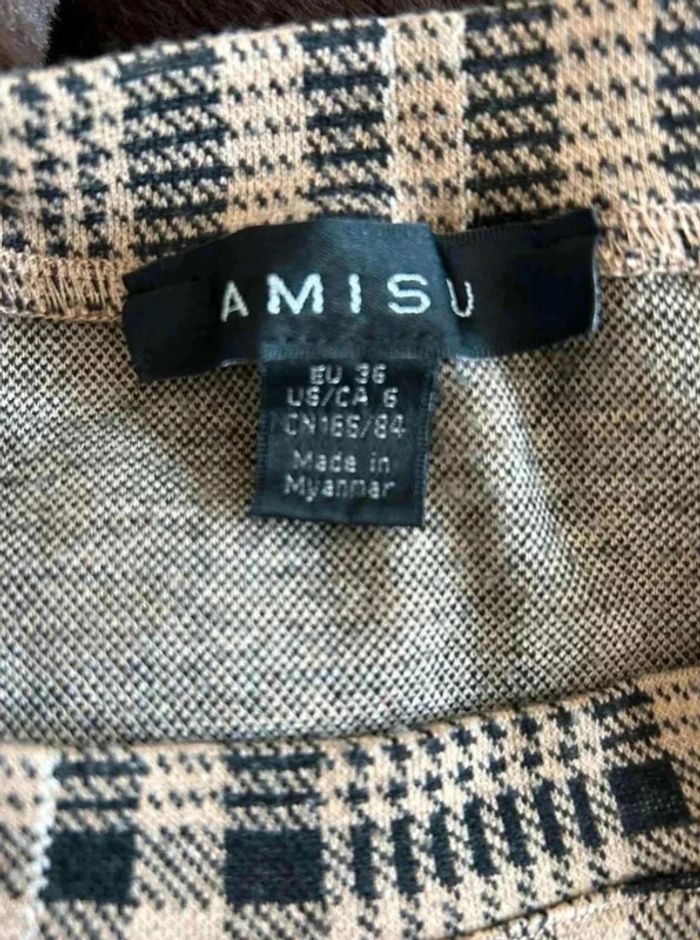 AMISU
EU 36
US/CA 6
CN165/84
Made in
Myanmar